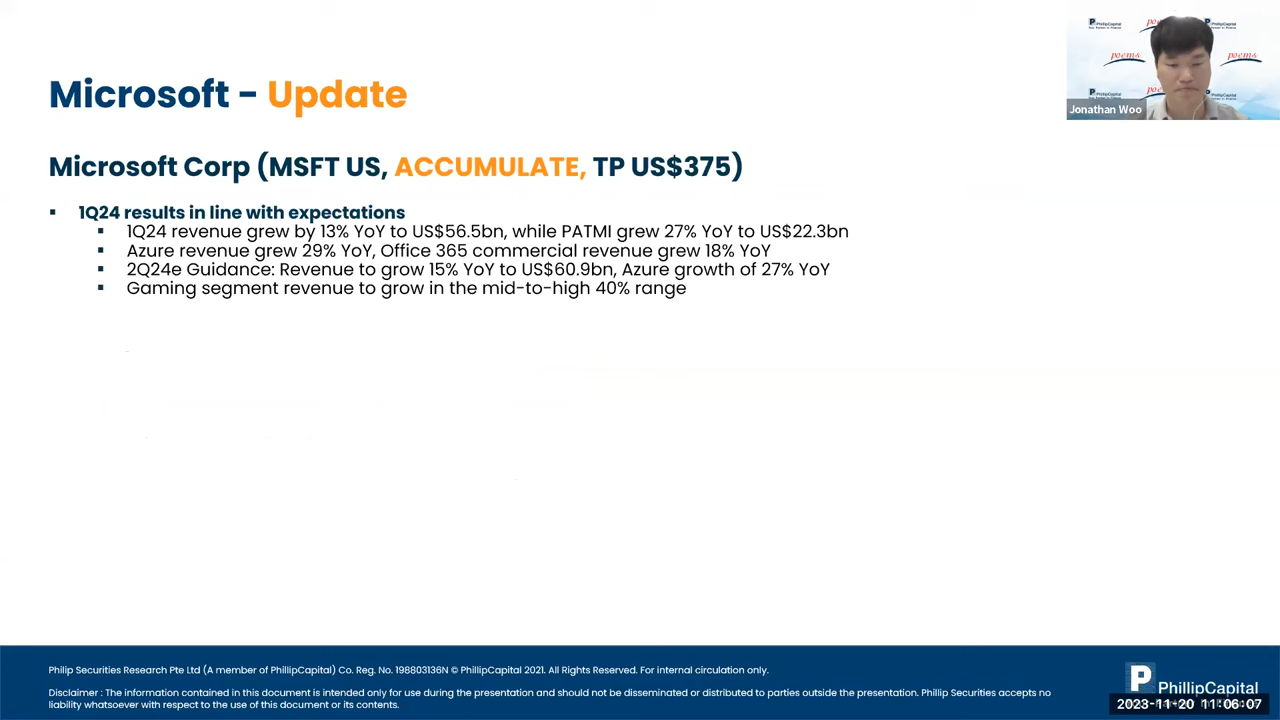 Microsoft - Update
Microsoft Corp (MSFT US, ACCUMULATE, TP US$375)
1Q24 results in line with expectations
1Q24 revenue grew by 13% YoY to US$56.5bn, while PATMI grew 27% YoY to US$22.3bn
Azure revenue grew 29% YoY, Office 365 commercial revenue grew 18% YoY
2Q24e Guidance: Revenue to grow 15% YoY to US$60.9bn, Azure growth of 27% YoY
Gaming segment revenue to grow in the mid-to-high 40% range
PhillipCapital
poems
poems
poems
Jonathan Woo
Philip Securities Research Pte Ltd (A member of PhillipCapital) Co. Reg. No. 198803136N © PhillipCapital 2021. All Rights Reserved. For internal circulation only.
Disclaimer : The information contained in this document is intended only for use during the presentation and should not be disseminated or distributed to parties outside the presentation. Phillip Securities accepts no
liability whatsoever with respect to the use of this document or its contents.
PhillipCapital
2023-11-20 11:06:07